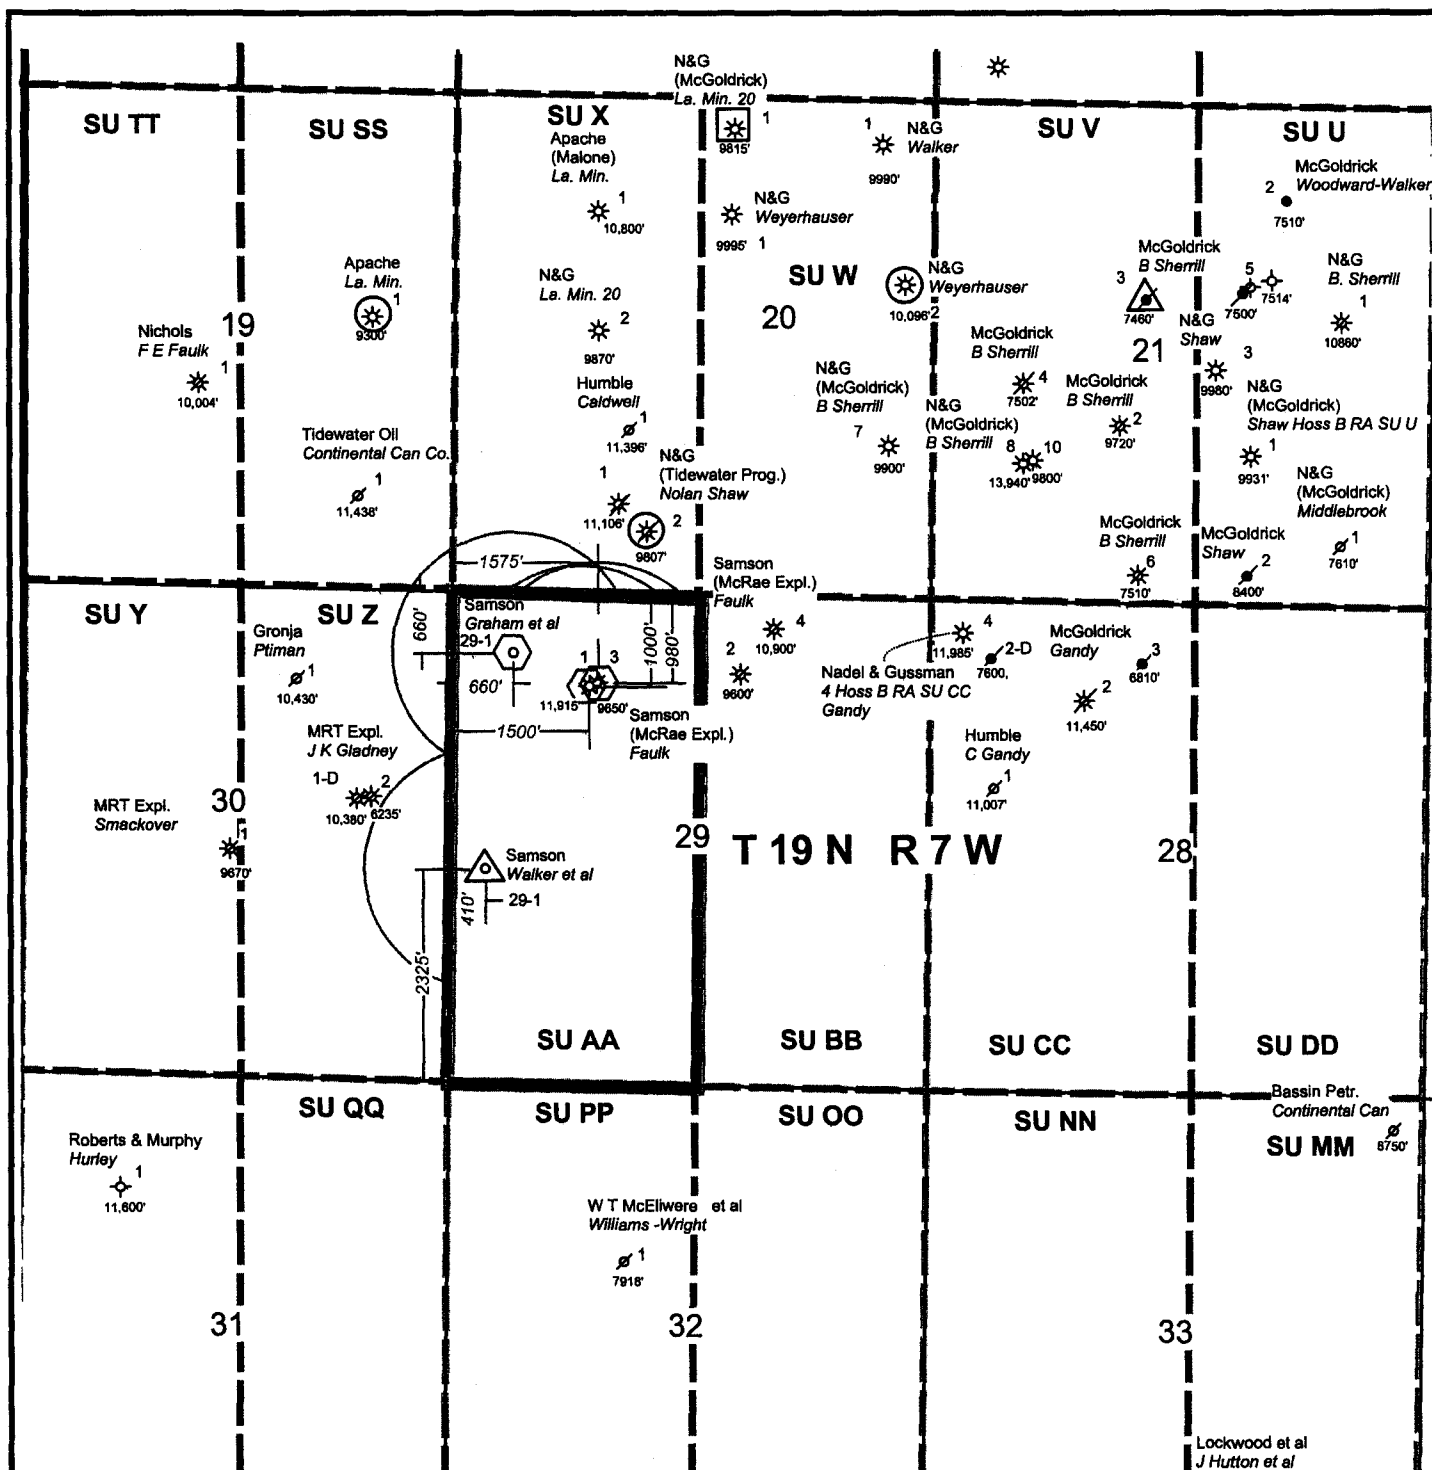 SU TT
SU SS
SU X
SU V
SU U
N&G
(McGoldrick)
La. Min. 20
1
9815'
1
N&G
Walker
9990'
Apache
(Malone)
La. Min.
1
10,800'
N&G
Weyerhauser
9995' 1
McGoldrick
Woodward-Walker
2
7510'
Apache
La. Min.
1
9300'
N&G
La. Min. 20
2
9870'
SU W
20
N&G
Weyerhauser
10,096' 2
McGoldrick
B Sherrill
3
7460'
21
5
7500'
7514'
N&G
B. Sherrill
1
10860'
19
Nichols
F E Faulk
1
10,004'
Humble
Caldwell
1
11,396'
N&G
(McGoldrick)
B Sherrill
7
9900'
McGoldrick
B Sherrill
4
7502'
McGoldrick
B Sherrill
2
9720'
N&G
Shaw
3
9980'
N&G
(McGoldrick)
Shaw Hoss B RA SU U
1
9931'
Tidewater Oil
Continental Can Co.
1
11,438'
N&G
(Tidewater Prog.)
Nolan Shaw
1
11,106'
2
9807'
N&G
(McGoldrick)
B Sherrill
8
10
13,940'
9800'
N&G
(McGoldrick)
Middlebrook
1
7610'
McGoldrick
B Sherrill
6
7510'
McGoldrick
Shaw
2
8400'
1575'
SU Y
SU Z
Gronja
Ptiman
1
10,430'
660'
Samson
Graham et al
29-1
660'
1000'
980'
1
3
11,915'
9650'
1500'
Samson
(McRae Expl.)
Faulk
Samson
(McRae Expl.)
Faulk
4
10,900'
2
9600'
Nadel & Gussman
4 Hoss B RA SU CC
Gandy
4
11,985'
2-D
7600,
McGoldrick
Gandy
3
6810'
2
11,450'
MRT Expl.
J K Gladney
1-D
2
10,380'
6235'
30
MRT Expl.
Smackover
1
9670'
Humble
C Gandy
1
11,007'
29
T 19 N R 7 W
28
Samson
Walker et al
29-1
410'
2325'
SU AA
SU BB
SU CC
SU DD
SU QQ
SU PP
SU OO
SU NN
Bassin Petr.
Continental Can
8750'
SU MM
Roberts & Murphy
Hurley
1
11,600'
W T McEliwere et al
Williams -Wright
1
7918'
31
32
33
Lockwood et al
J Hutton et al